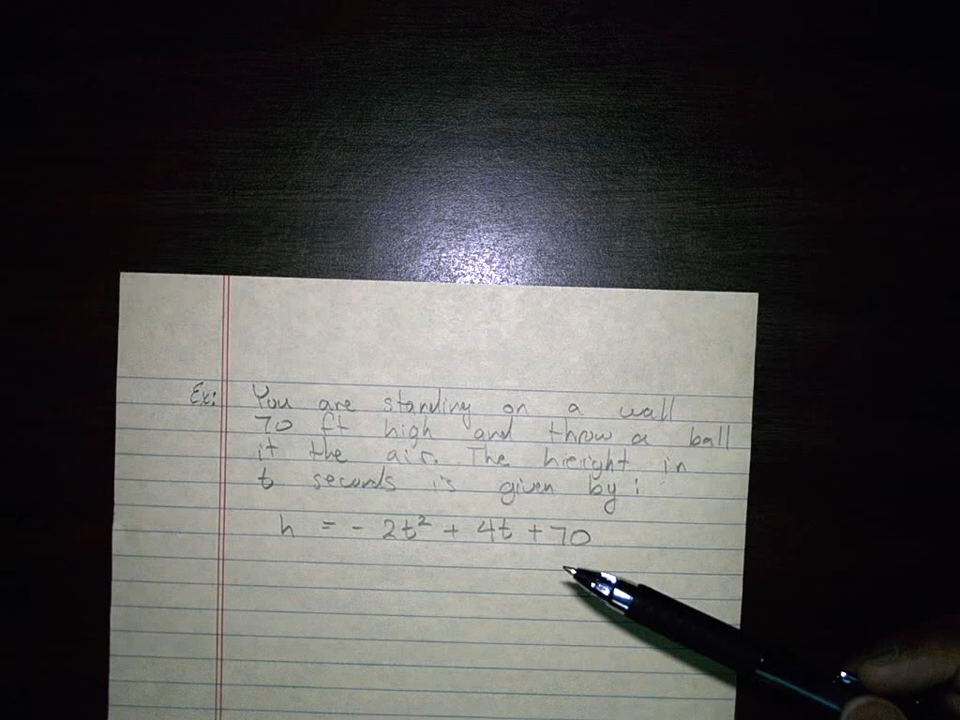 Ex: You are standing on a wall
70 ft high and throw a ball
it the air. The hieight in
t seconds is given by:
h = - 2t² + 4t + 70